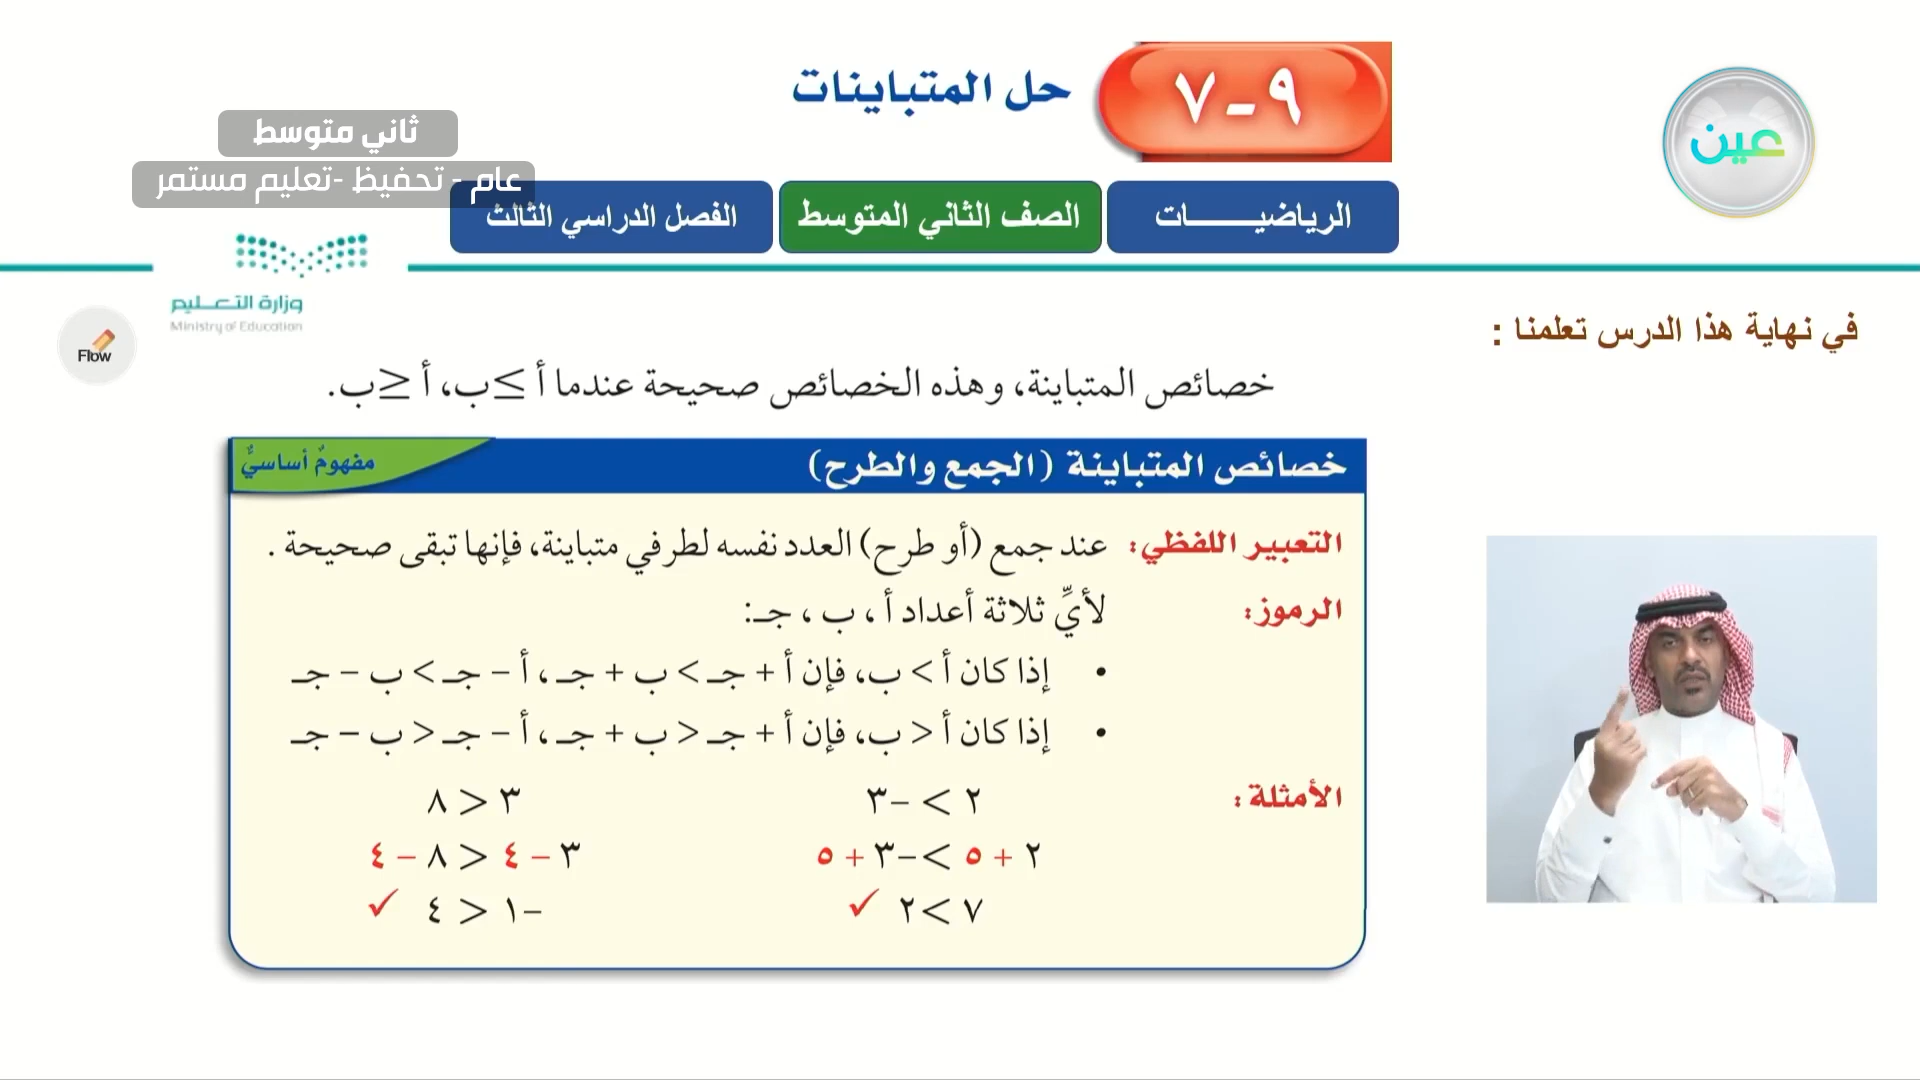 ٩-٧
حل المتباينات
عين
ثاني متوسط
عام - تحفيظ -تعليم مستمر
الرياضيـــــات
الصف الثاني المتوسط
الفصل الدراسي الثالث
وزارة التعـــليم
Ministry of Education
Flow
في نهاية هذا الدرس تعلمنا :
خصائص المتباينة، وهذه الخصائص صحيحة عندما أ ≥ ب، أ ≤ ب.
خصائص المتباينة (الجمع والطرح)
مفهومٌ أساسيٌّ
التعبير اللفظي: عند جمع (أو طرح) العدد نفسه لطرفي متباينة، فإنها تبقى صحيحة .
الرموز: لأيِّ ثلاثة أعداد أ ، ب ، جـ:
• إذا كان أ > ب، فإن أ + جـ > ب + جـ، أ − جـ > ب − جـ
• إذا كان أ < ب، فإن أ + جـ < ب + جـ، أ − جـ < ب − جـ
الأمثلة: ٢ > −٣ ٣ < ٨
٢ + ٥ > −٣ + ٥ ٣ − ٤ < ٨ − ٤
٧ > ٢ ✓ −١ < ٤ ✓